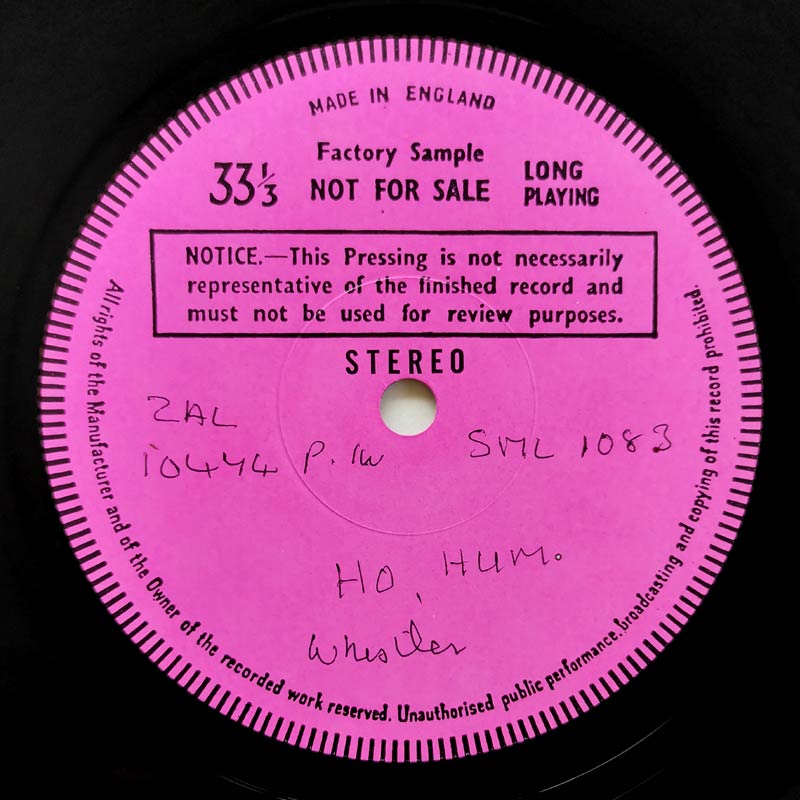 MADE IN ENGLAND
Factory Sample
33⅓ NOT FOR SALE LONG PLAYING
NOTICE.—This Pressing is not necessarily
representative of the finished record and
must not be used for review purposes.
STEREO
ZAL
10444 P. 1W SML 1083
HO, HUM.
Whistler
All rights of the Manufacturer and of the Owner of the recorded work reserved. Unauthorised public performance, broadcasting and copying of this record prohibited.